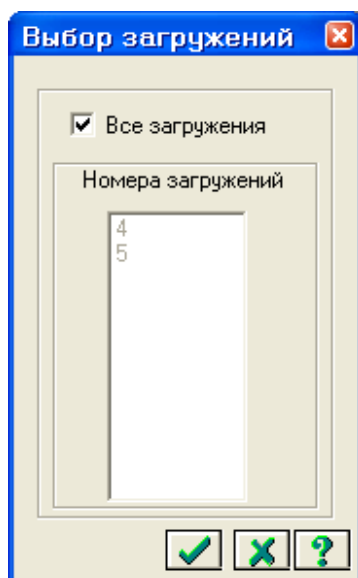 Выбор загружений
Все загружения
Номера загружений
4
5